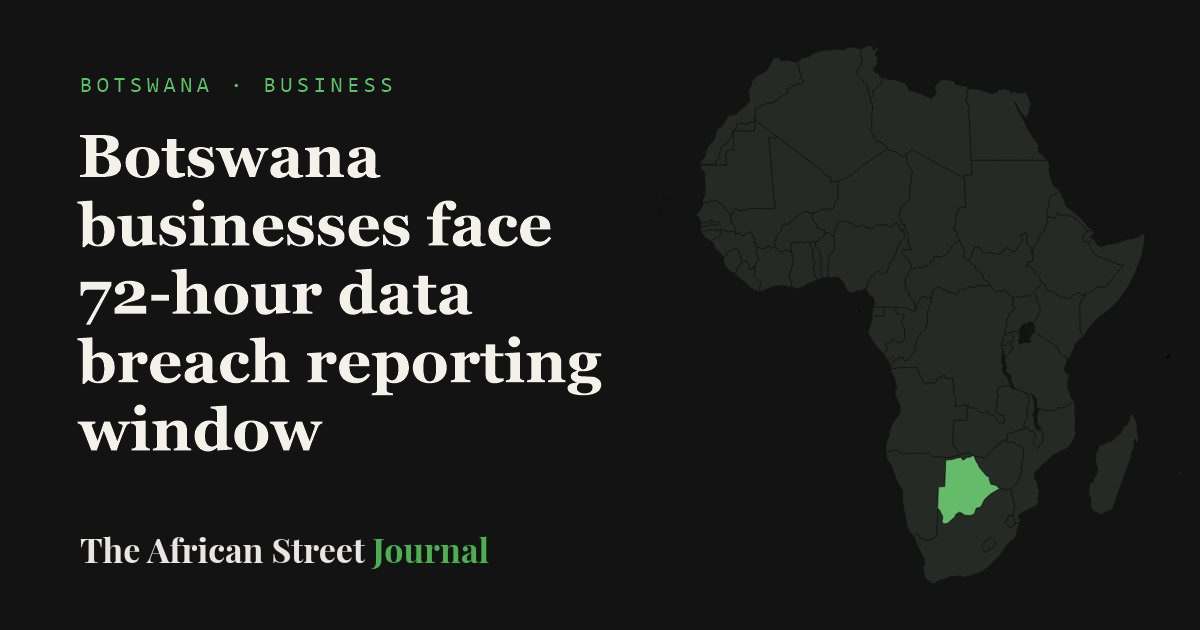 BOTSWANA · BUSINESS
Botswana
businesses face
72-hour data
breach reporting
window
The African Street Journal